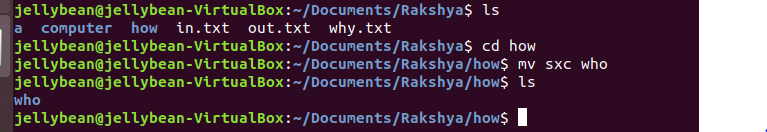 jellybean@jellybean-VirtualBox:~/Documents/Rakshya$ ls
a  computer  how  in.txt  out.txt  why.txt
jellybean@jellybean-VirtualBox:~/Documents/Rakshya$ cd how
jellybean@jellybean-VirtualBox:~/Documents/Rakshya/how$ mv sxc who
jellybean@jellybean-VirtualBox:~/Documents/Rakshya/how$ ls
who
jellybean@jellybean-VirtualBox:~/Documents/Rakshya/how$